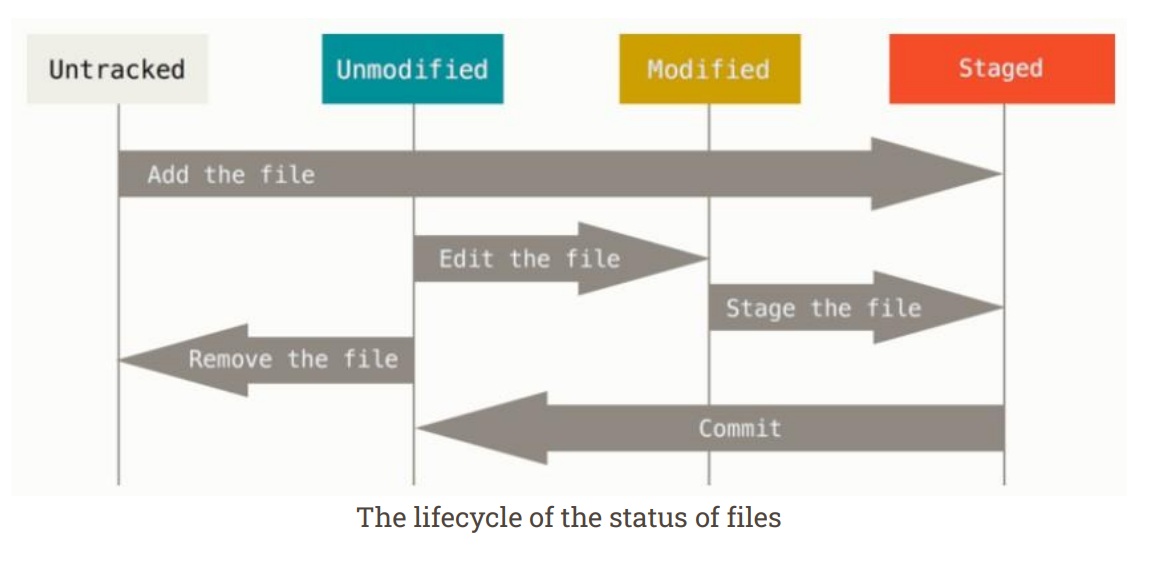 Untracked
Unmodified
Modified
Staged
Add the file
Edit the file
Stage the file
Remove the file
Commit
The lifecycle of the status of files